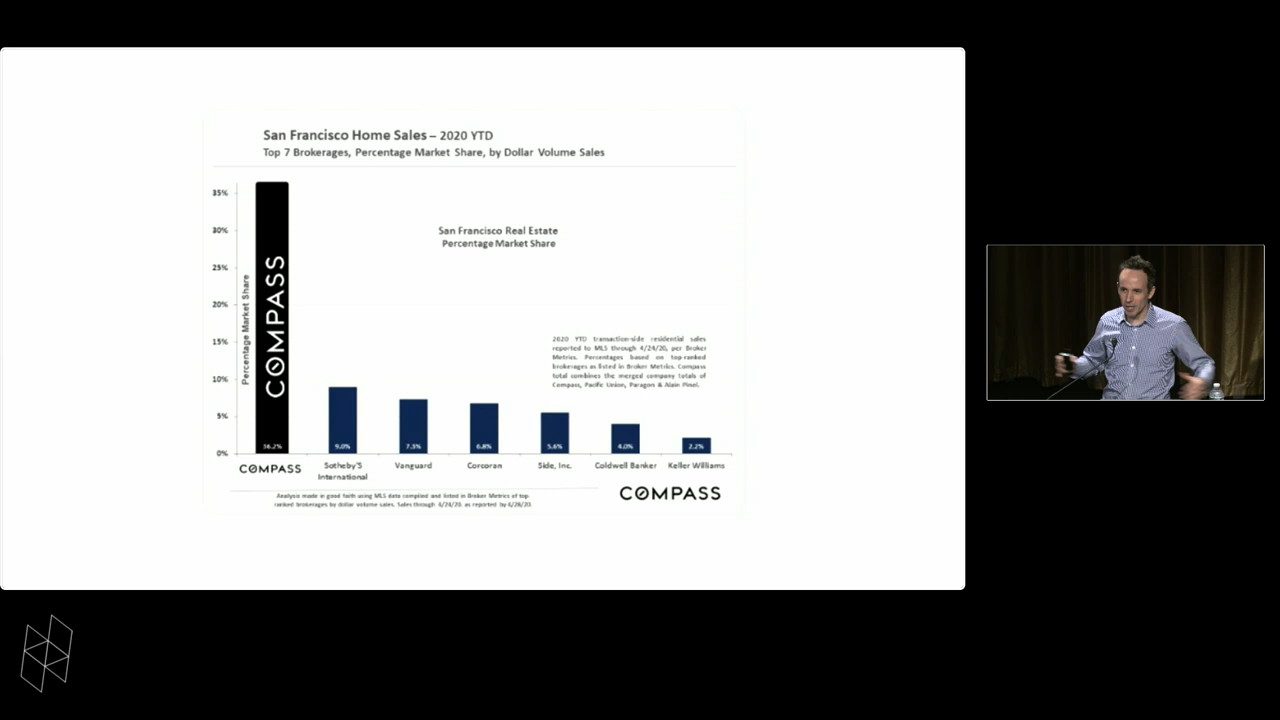 San Francisco Home Sales – 2020 YTD
Top 7 Brokerages, Percentage Market Share, by Dollar Volume Sales
35%
30%
25%
20%
15%
10%
5%
0%
Percentage Market Share
COMPASS
San Francisco Real Estate
Percentage Market Share
2020 YTD transaction-side residential sales
reported to MLS through 4/24/20, per Broker
Metrics. Percentages based on top-ranked
brokerages as listed in Broker Metrics. Compass
total combines the merged company totals of
Compass, Pacific Union, Paragon & Alain Pinel.
36.2%
9.0%
7.3%
6.8%
5.6%
4.0%
2.2%
COMPASS
Sotheby'S
International
Vanguard
Corcoran
Side, Inc.
Coldwell Banker
Keller Williams
Analysis made in good faith using MLS data compiled and listed in Broker Metrics of top-
ranked brokerages by dollar volume sales. Sales through 4/24/20, as reported by
COMPASS